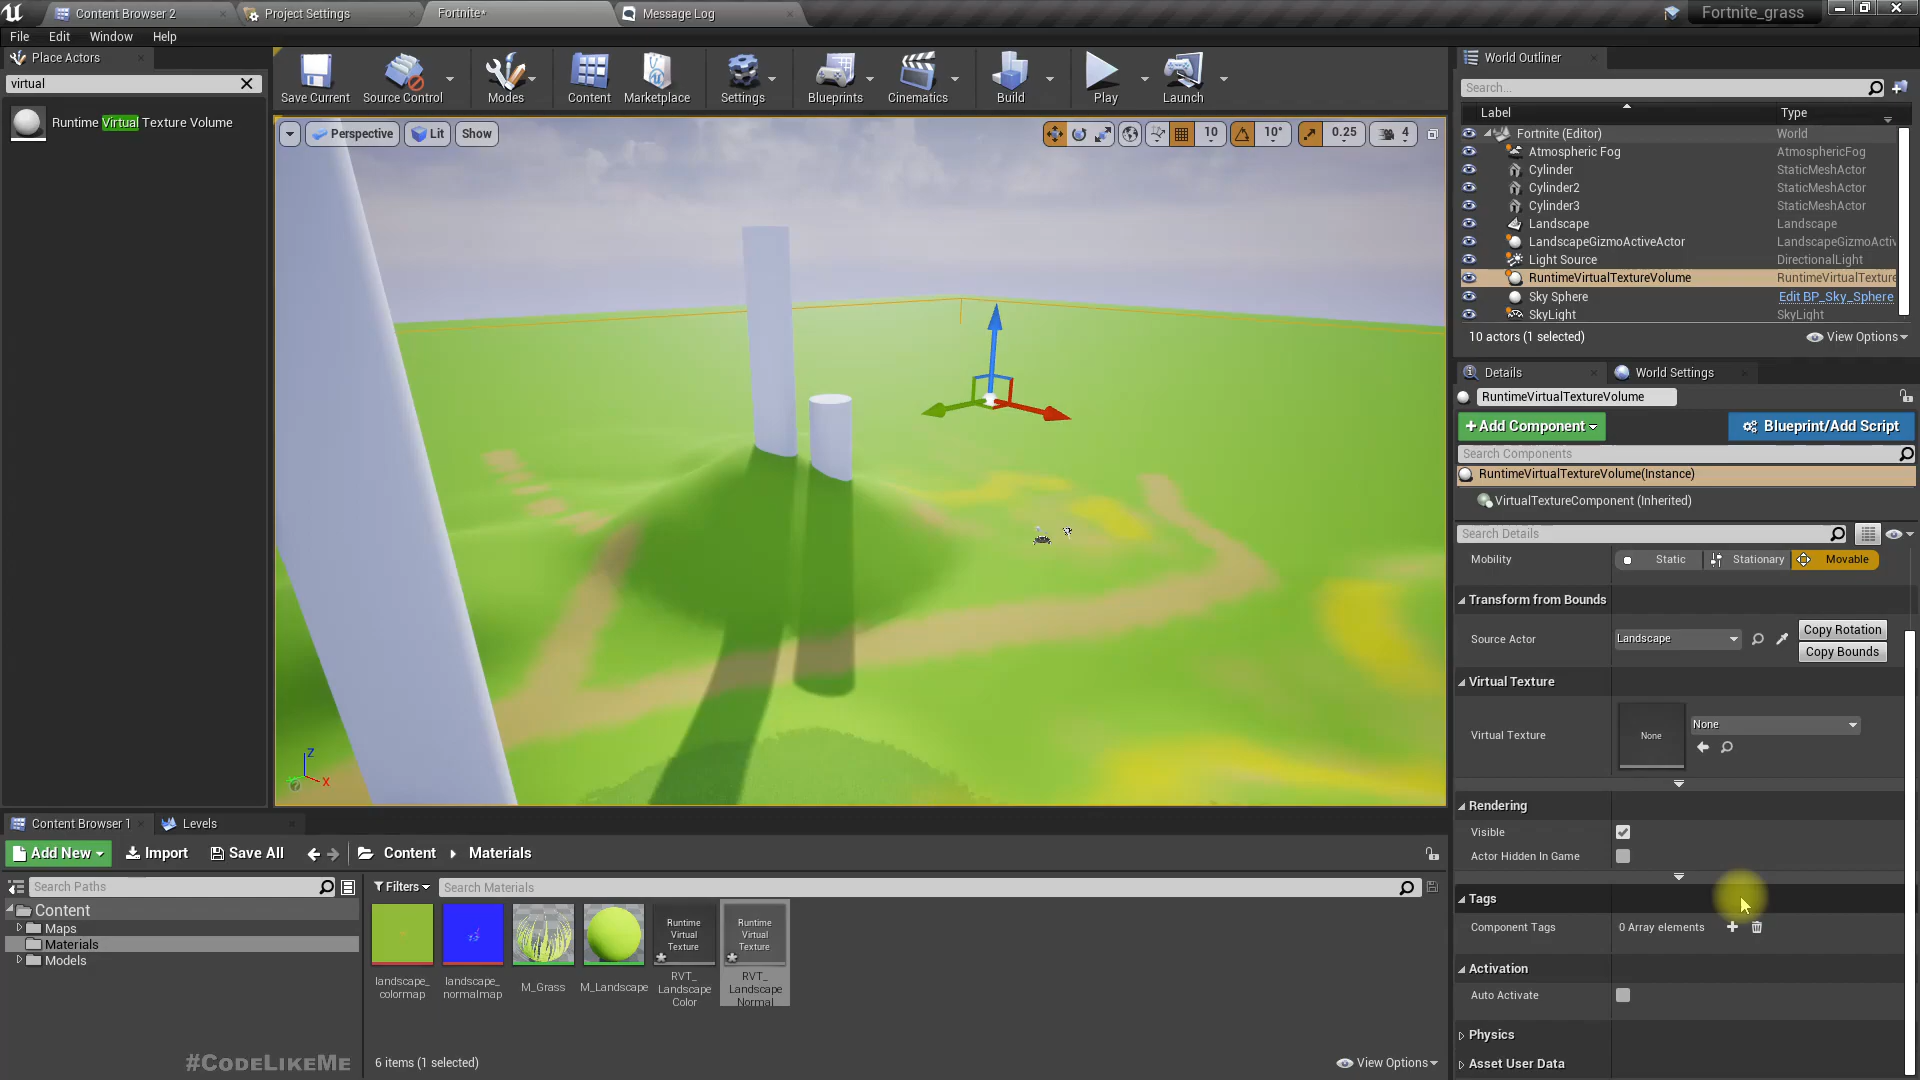 Content Browser 2
Project Settings
Fortnite*
Message Log
Fortnite_grass
File Edit Window Help
Place Actors
virtual
Runtime Virtual Texture Volume
Save Current
Source Control
Modes
Content
Marketplace
Settings
Blueprints
Cinematics
Build
Play
Launch
Perspective
Lit
Show
10
10°
0.25
4
World Outliner
Search...
Label Type
Fortnite (Editor) World
Atmospheric Fog AtmosphericFog
Cylinder StaticMeshActor
Cylinder2 StaticMeshActor
Cylinder3 StaticMeshActor
Landscape Landscape
LandscapeGizmoActiveActor LandscapeGizmoActiv
Light Source DirectionalLight
RuntimeVirtualTextureVolume RuntimeVirtualTexture
Sky Sphere Edit BP_Sky_Sphere
SkyLight SkyLight
10 actors (1 selected)
View Options
Details
World Settings
RuntimeVirtualTextureVolume
+Add Component
Blueprint/Add Script
Search Components
RuntimeVirtualTextureVolume(Instance)
VirtualTextureComponent (Inherited)
Search Details
Mobility Static Stationary Movable
Transform from Bounds
Source Actor Landscape Copy Rotation
Copy Bounds
Virtual Texture
Virtual Texture None None
Rendering
Visible
Actor Hidden In Game
Tags
Component Tags 0 Array elements
Activation
Auto Activate
Physics
Asset User Data
Z
X
Content Browser 1
Levels
Add New
Import
Save All
Content
Materials
Search Paths
Filters
Search Materials
Content
Maps
Materials
Models
landscape_
colormap
landscape_
normalmap
M_Grass
M_Landscape
Runtime
Virtual
Texture
RVT_
Landscape
Color
Runtime
Virtual
Texture
RVT_
Landscape
Normal
6 items (1 selected)
View Options
#CodeLikeMe